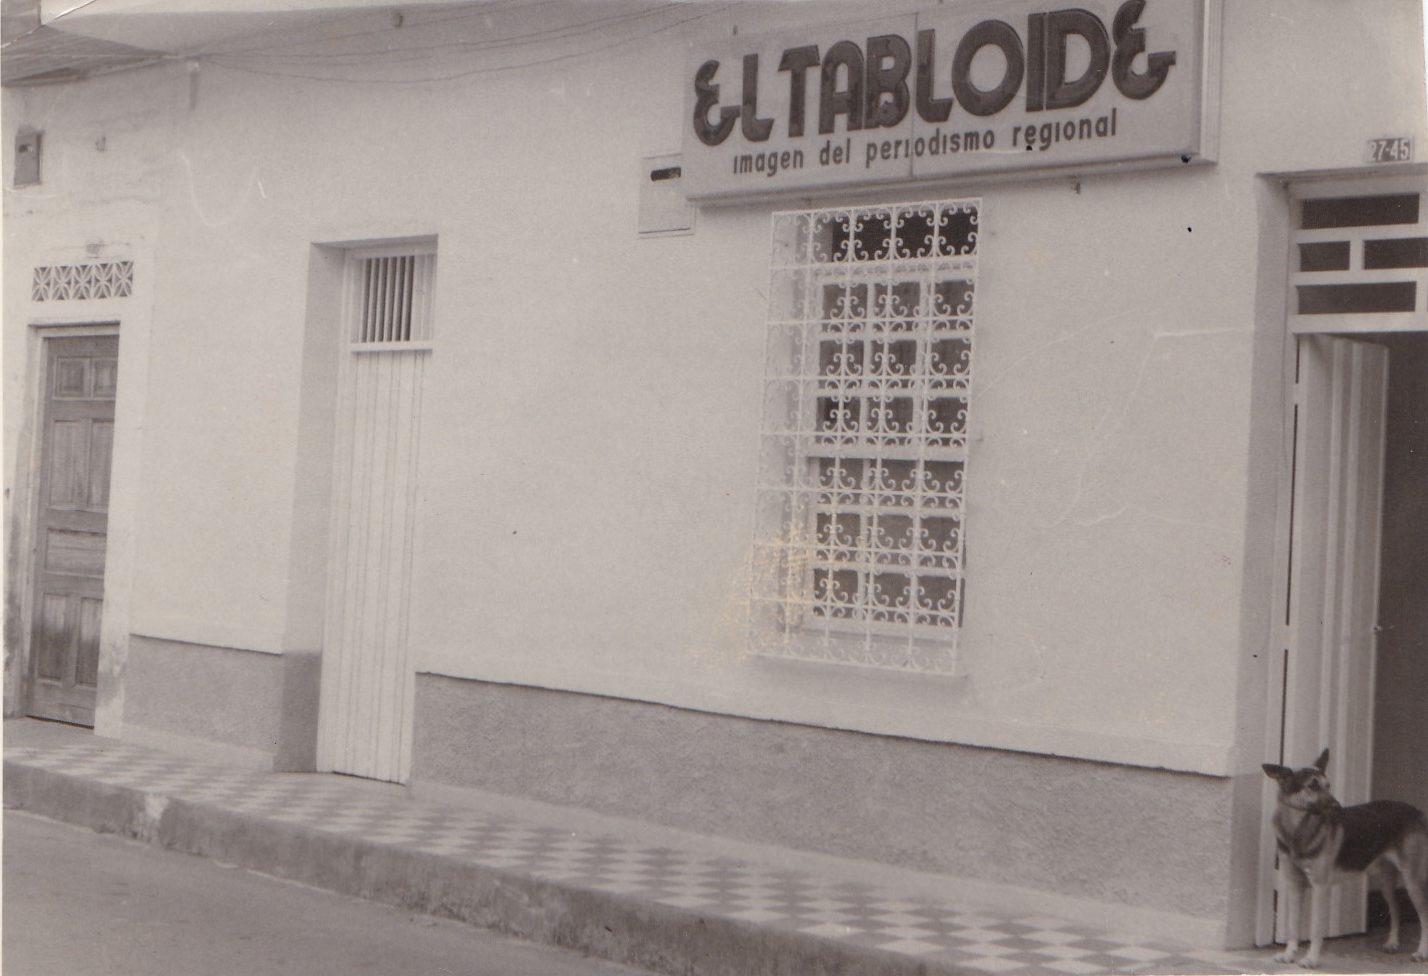 EL TABLOIDE
imagen del periodismo regional
27-45